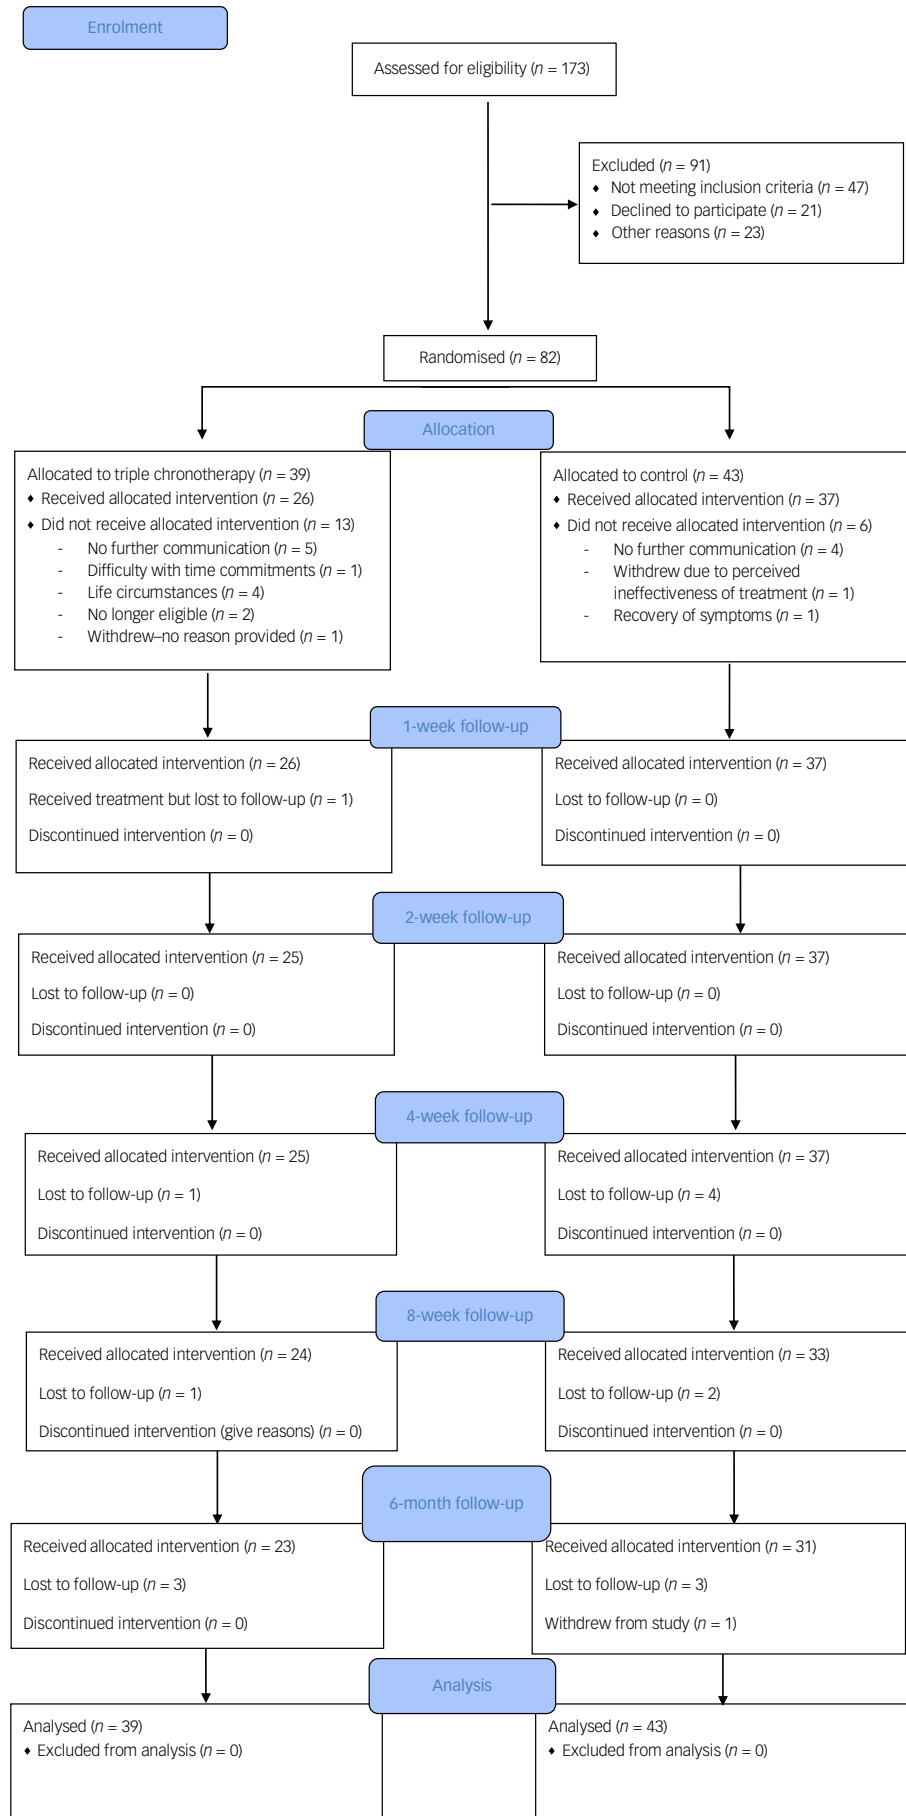 Enrolment
Assessed for eligibility (n = 173)
Excluded (n = 91)
♦ Not meeting inclusion criteria (n = 47)
♦ Declined to participate (n = 21)
♦ Other reasons (n = 23)
Randomised (n = 82)
Allocation
Allocated to triple chronotherapy (n = 39)
♦ Received allocated intervention (n = 26)
♦ Did not receive allocated intervention (n = 13)
- No further communication (n = 5)
- Difficulty with time commitments (n = 1)
- Life circumstances (n = 4)
- No longer eligible (n = 2)
- Withdrew–no reason provided (n = 1)
Allocated to control (n = 43)
♦ Received allocated intervention (n = 37)
♦ Did not receive allocated intervention (n = 6)
- No further communication (n = 4)
- Withdrew due to perceived
ineffectiveness of treatment (n = 1)
- Recovery of symptoms (n = 1)
1-week follow-up
Received allocated intervention (n = 26)
Received treatment but lost to follow-up (n = 1)
Discontinued intervention (n = 0)
Received allocated intervention (n = 37)
Lost to follow-up (n = 0)
Discontinued intervention (n = 0)
2-week follow-up
Received allocated intervention (n = 25)
Lost to follow-up (n = 0)
Discontinued intervention (n = 0)
Received allocated intervention (n = 37)
Lost to follow-up (n = 0)
Discontinued intervention (n = 0)
4-week follow-up
Received allocated intervention (n = 25)
Lost to follow-up (n = 1)
Discontinued intervention (n = 0)
Received allocated intervention (n = 37)
Lost to follow-up (n = 4)
Discontinued intervention (n = 0)
8-week follow-up
Received allocated intervention (n = 24)
Lost to follow-up (n = 1)
Discontinued intervention (give reasons) (n = 0)
Received allocated intervention (n = 33)
Lost to follow-up (n = 2)
Discontinued intervention (n = 0)
6-month follow-up
Received allocated intervention (n = 23)
Lost to follow-up (n = 3)
Discontinued intervention (n = 0)
Received allocated intervention (n = 31)
Lost to follow-up (n = 3)
Withdrew from study (n = 1)
Analysis
Analysed (n = 39)
♦ Excluded from analysis (n = 0)
Analysed (n = 43)
♦ Excluded from analysis (n = 0)